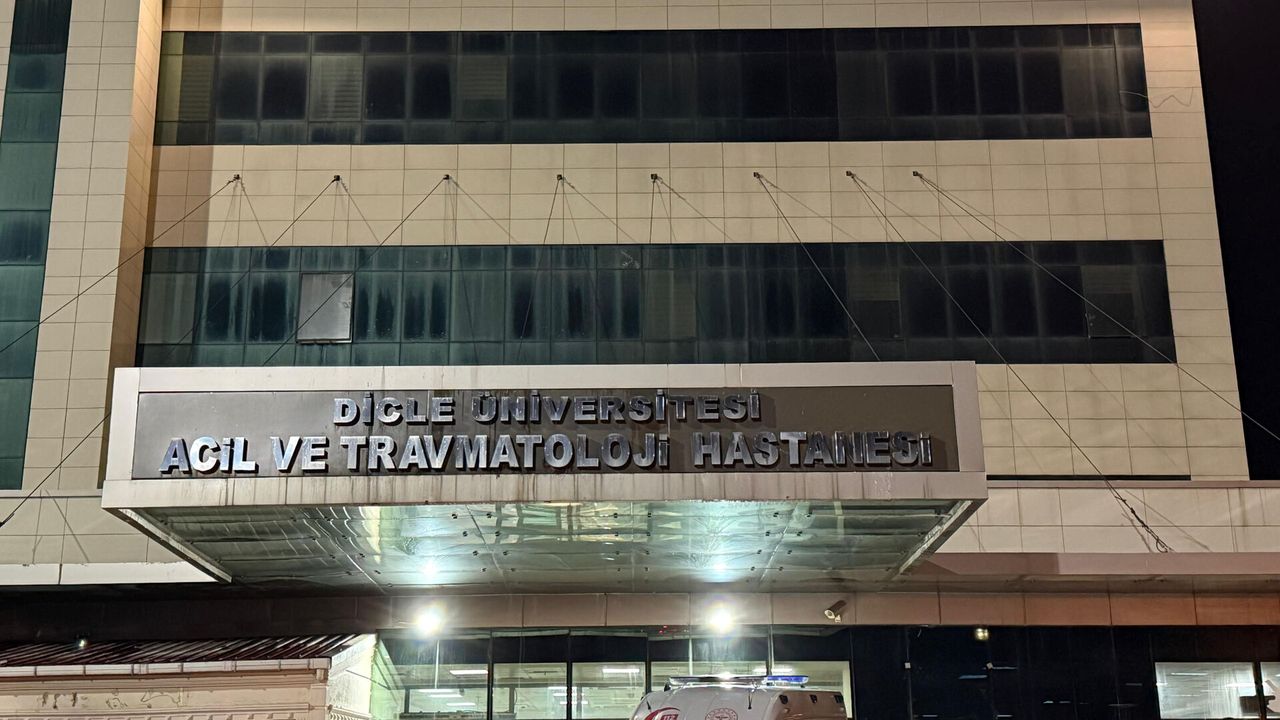 DİCLE ÜNİVERSİTESİ
ACİL VE TRAVMATOLOJİ HASTANESİ